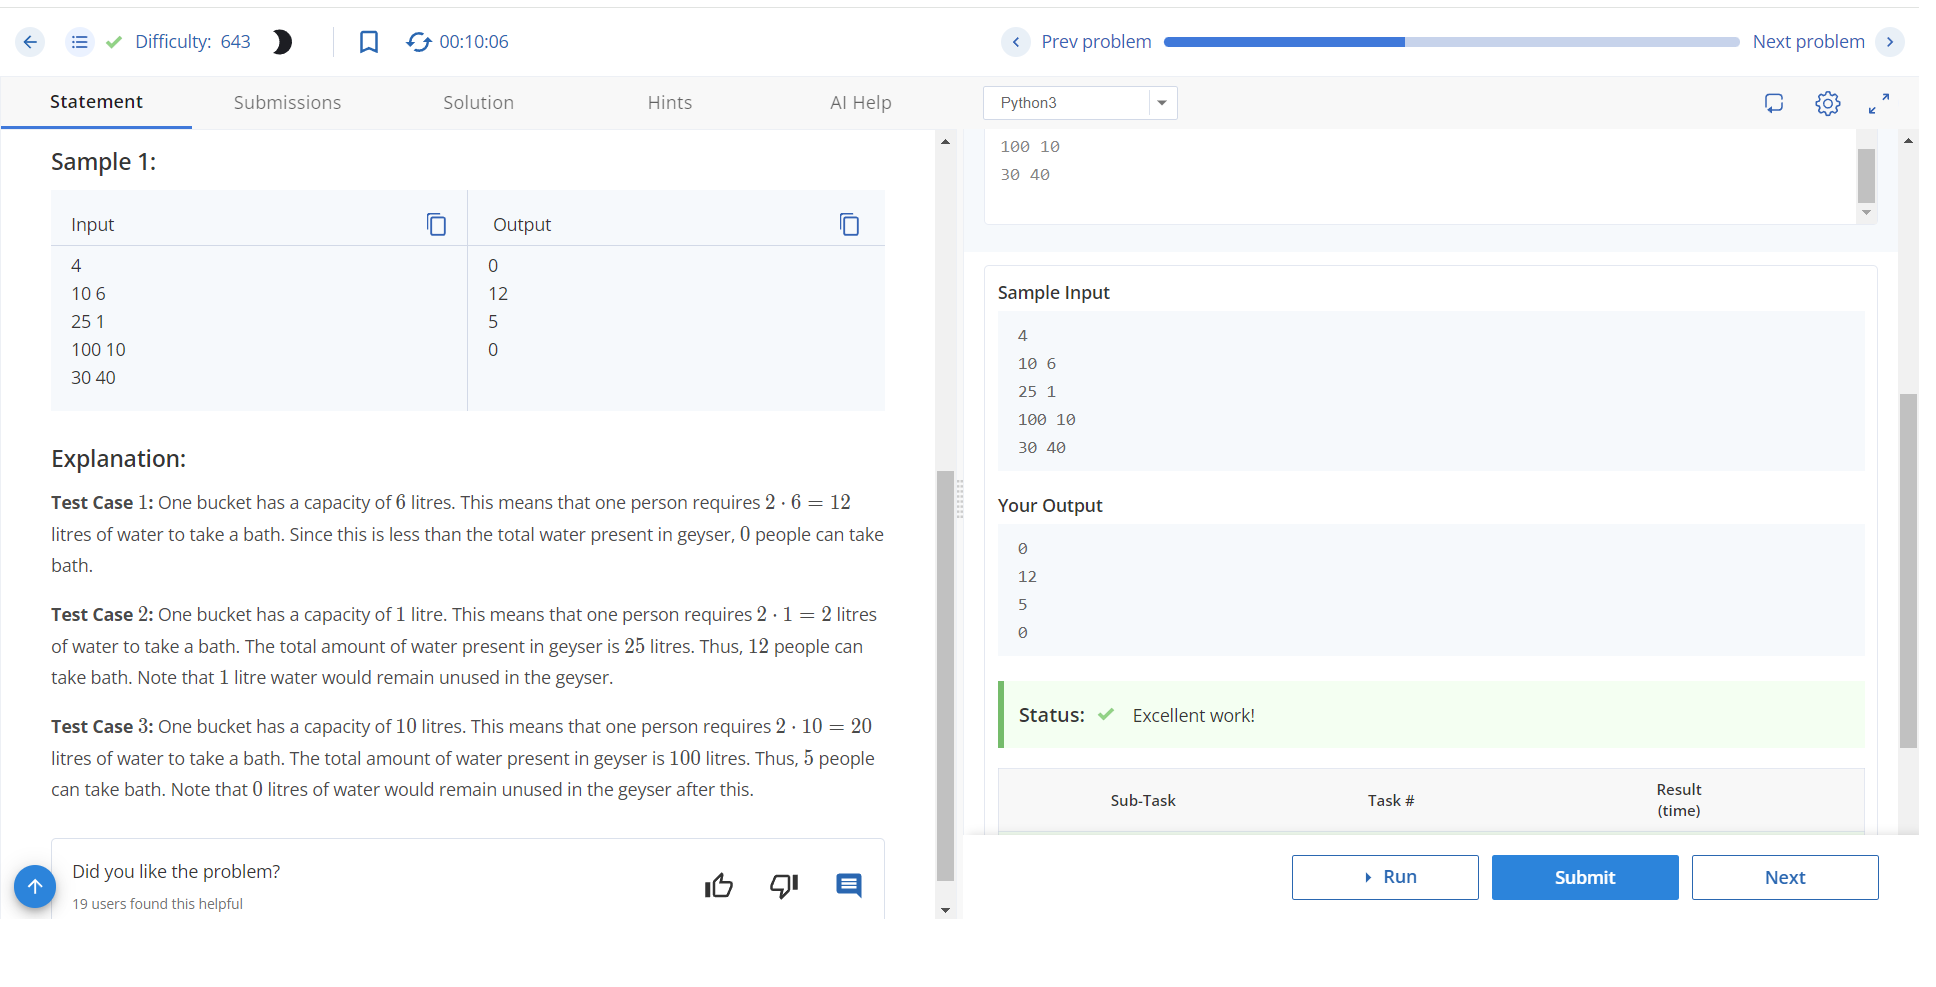 Difficulty: 643
00:10:06
Prev problem
Next problem
Statement
Submissions
Solution
Hints
AI Help
Python3
Sample 1:
Input
Output
4
10 6
25 1
100 10
30 40
0
12
5
0
Explanation:
Test Case 1: One bucket has a capacity of 6 litres. This means that one person requires 2 · 6 = 12
litres of water to take a bath. Since this is less than the total water present in geyser, 0 people can take
bath.
Test Case 2: One bucket has a capacity of 1 litre. This means that one person requires 2 · 1 = 2 litres
of water to take a bath. The total amount of water present in geyser is 25 litres. Thus, 12 people can
take bath. Note that 1 litre water would remain unused in the geyser.
Test Case 3: One bucket has a capacity of 10 litres. This means that one person requires 2 · 10 = 20
litres of water to take a bath. The total amount of water present in geyser is 100 litres. Thus, 5 people
can take bath. Note that 0 litres of water would remain unused in the geyser after this.
Did you like the problem?
19 users found this helpful
100 10
30 40
Sample Input
4
10 6
25 1
100 10
30 40
Your Output
0
12
5
0
Status: Excellent work!
Sub-Task
Task #
Result
(time)
Run
Submit
Next